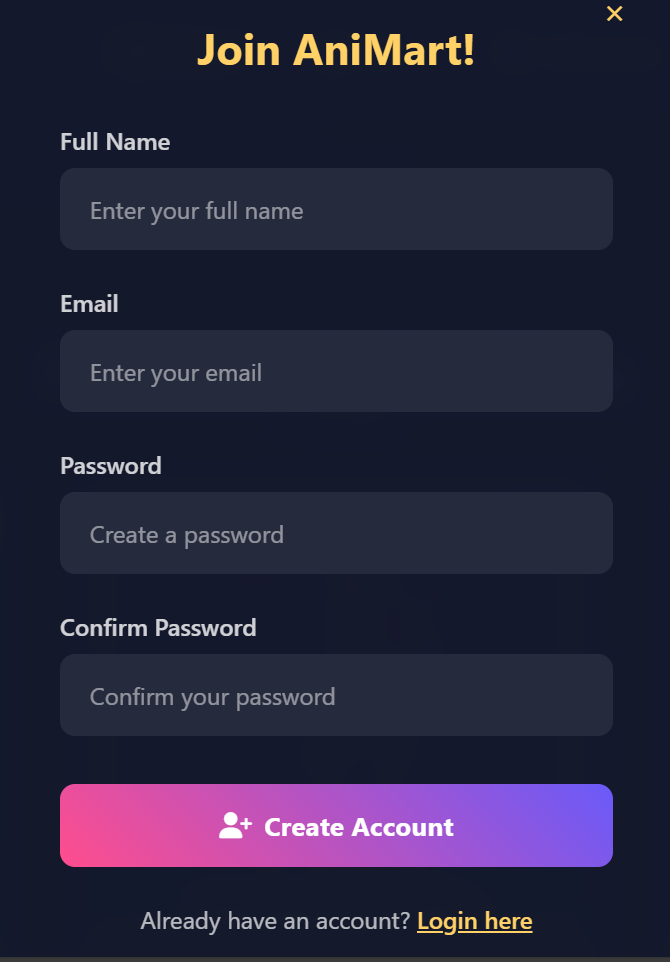 ×
Join AniMart!
Full Name
Enter your full name
Email
Enter your email
Password
Create a password
Confirm Password
Confirm your password
Create Account
Already have an account? Login here